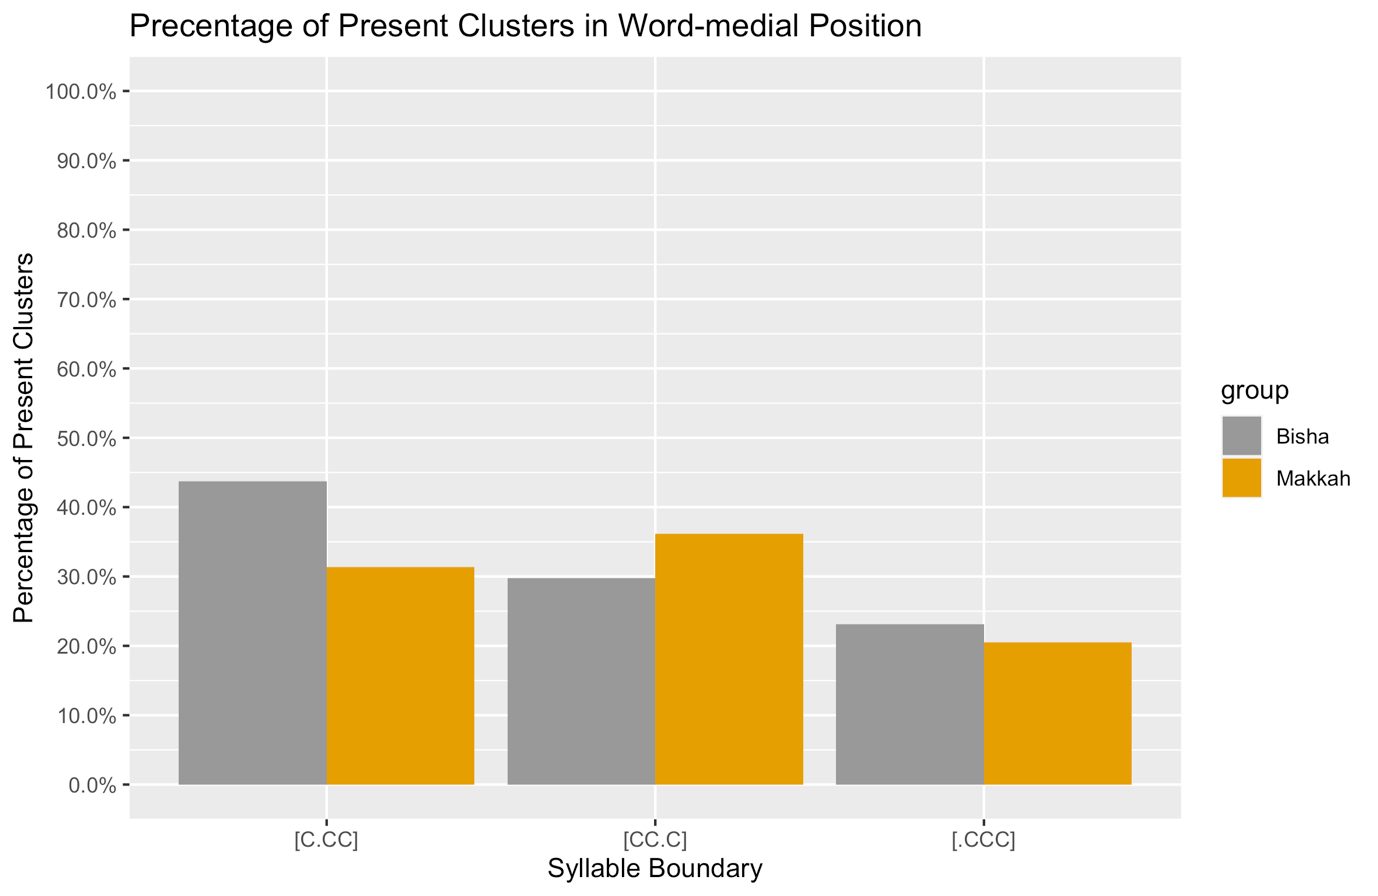 Precentage of Present Clusters in Word-medial Position
Percentage of Present Clusters
100.0%
90.0%
80.0%
70.0%
60.0%
50.0%
40.0%
30.0%
20.0%
10.0%
0.0%
[C.CC] [CC.C] [.CCC]
Syllable Boundary
group
Bisha
Makkah